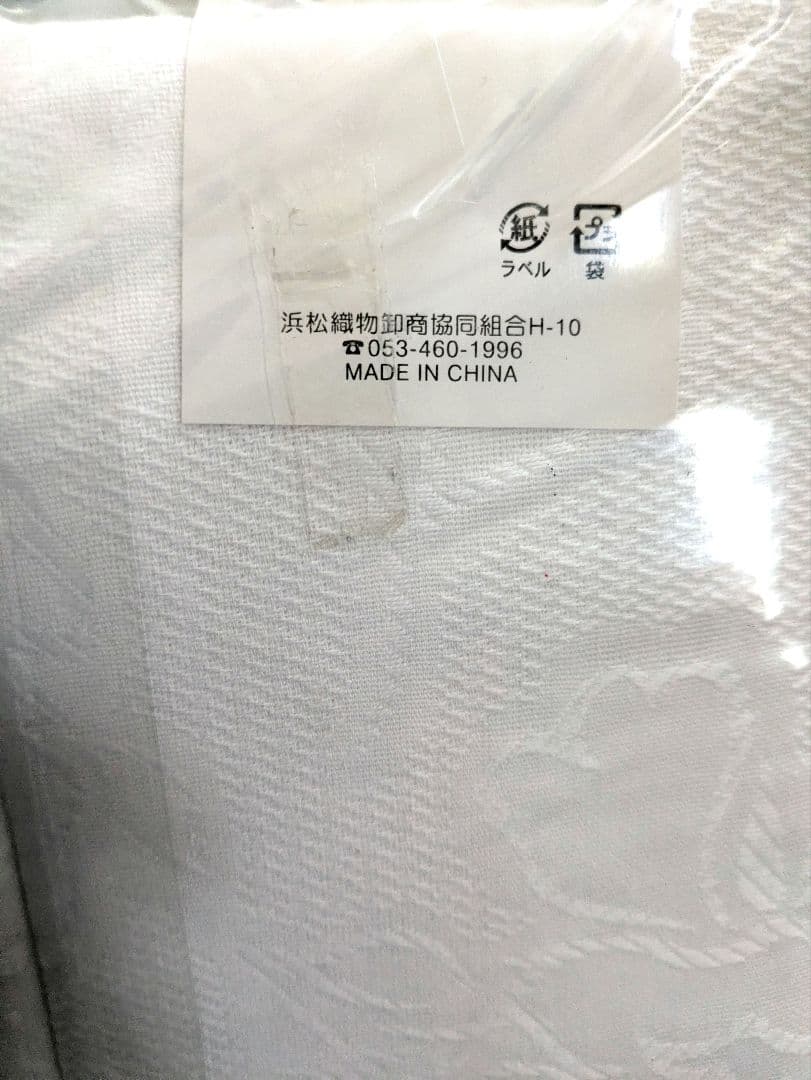 紙 プラ
ラベル 袋
浜松織物卸商協同組合H-10
☎053-460-1996
MADE IN CHINA